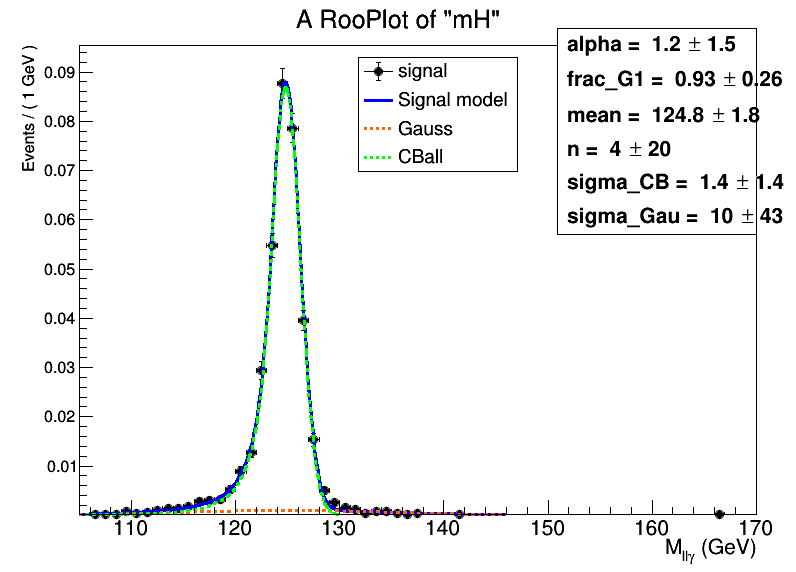 A RooPlot of "mH"
Events / ( 1 GeV )
0.09
0.08
0.07
0.06
0.05
0.04
0.03
0.02
0.01
signal
Signal model
Gauss
CBall
alpha = 1.2 ± 1.5
frac_G1 = 0.93 ± 0.26
mean = 124.8 ± 1.8
n = 4 ± 20
sigma_CB = 1.4 ± 1.4
sigma_Gau = 10 ± 43
110 120 130 140 150 160 170
M_{llγ} (GeV)